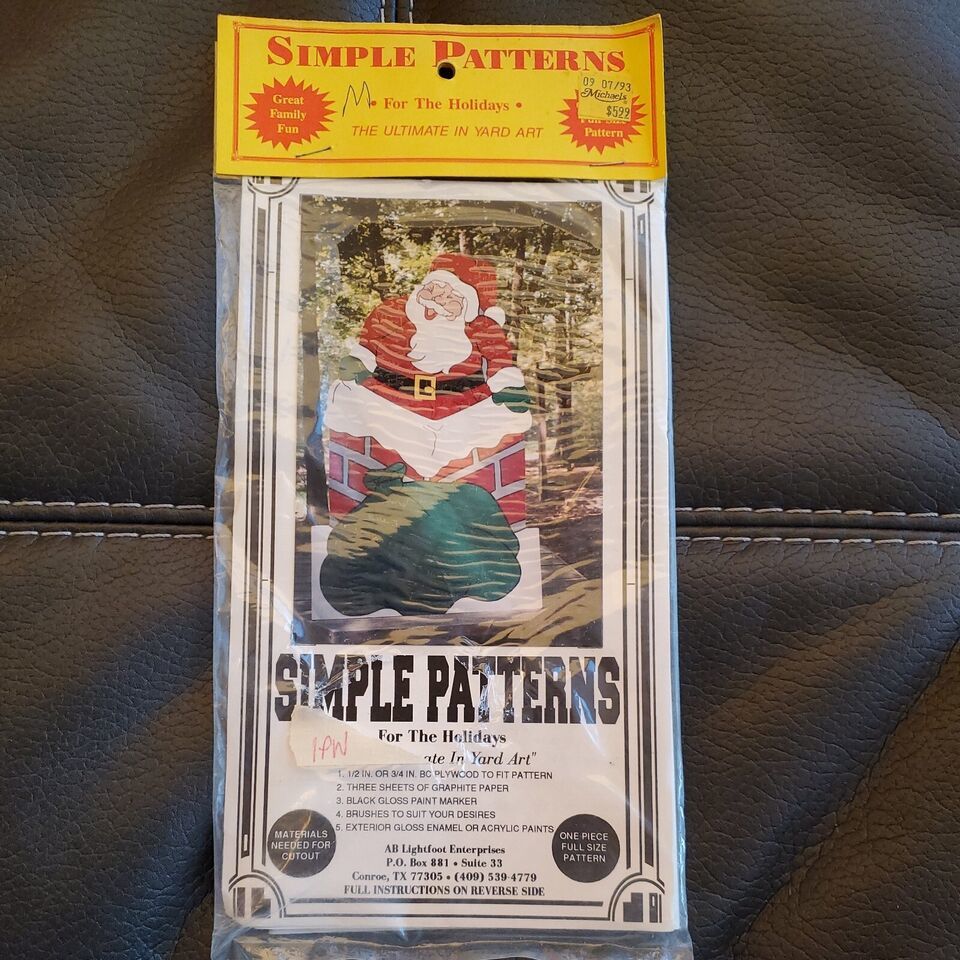 SIMPLE PATTERNS
Great
Family
Fun
M
• For The Holidays •
THE ULTIMATE IN YARD ART
09 07/93
Michaels
$5.99
Pattern
SIMPLE PATTERNS
1-PW
For The Holidays
In Yard Art"
1. 1/2 IN. OR 3/4 IN. BC PLYWOOD TO FIT PATTERN
2. THREE SHEETS OF GRAPHITE PAPER
3. BLACK GLOSS PAINT MARKER
4. BRUSHES TO SUIT YOUR DESIRES
5. EXTERIOR GLOSS ENAMEL OR ACRYLIC PAINTS
MATERIALS
NEEDED FOR
CUTOUT
ONE PIECE
FULL SIZE
PATTERN
AB Lightfoot Enterprises
P.O. Box 881 • Suite 33
Conroe, TX 77305 • (409) 539-4779
FULL INSTRUCTIONS ON REVERSE SIDE